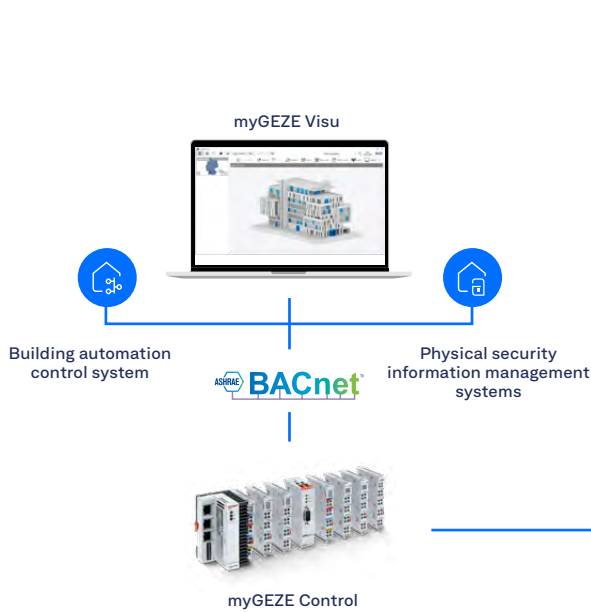 myGEZE Visu
Building automation
control system
Physical security
information management
systems
ASHRAE BACnet
myGEZE Control